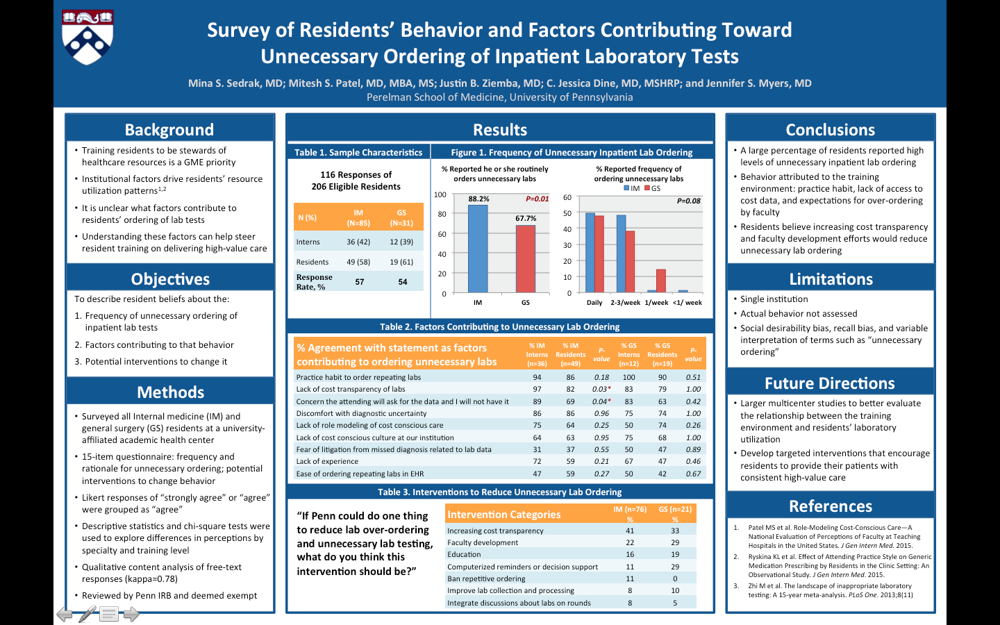 Survey of Residents’ Behavior and Factors Contributing Toward
Unnecessary Ordering of Inpatient Laboratory Tests
Mina S. Sedrak, MD; Mitesh S. Patel, MD, MBA, MS; Justin B. Ziemba, MD; C. Jessica Dine, MD, MSHRP; and Jennifer S. Myers, MD
Perelman School of Medicine, University of Pennsylvania
Background
• Training residents to be stewards of
healthcare resources is a GME priority
• Institutional factors drive residents’ resource
utilization patterns1,2
• It is unclear what factors contribute to
residents’ ordering of lab tests
• Understanding these factors can help steer
resident training on delivering high-value care
Objectives
To describe resident beliefs about the:
1. Frequency of unnecessary ordering of
inpatient lab tests
2. Factors contributing to that behavior
3. Potential interventions to change it
Methods
• Surveyed all Internal medicine (IM) and
general surgery (GS) residents at a university-
affiliated academic health center
• 15-item questionnaire: frequency and
rationale for unnecessary ordering; potential
interventions to change behavior
• Likert responses of “strongly agree” or “agree”
were grouped as “agree”
• Descriptive statistics and chi-square tests were
used to explore differences in perceptions by
specialty and training level
• Qualitative content analysis of free-text
responses (kappa=0.78)
• Reviewed by Penn IRB and deemed exempt
Results
Table 1. Sample Characteristics
116 Responses of
206 Eligible Residents
N (%) IM (N=85) GS (N=31)
Interns 36 (42) 12 (39)
Residents 49 (58) 19 (61)
Response Rate, % 57 54
Figure 1. Frequency of Unnecessary Inpatient Lab Ordering
% Reported he or she routinely
orders unnecessary labs
100
80
60
40
20
0
88.2%
67.7%
P=0.01
IM GS
% Reported frequency of
ordering unnecessary labs
IM GS
P=0.08
60
50
40
30
20
10
0
Daily 2-3/week 1/week <1/ week
Table 2. Factors Contributing to Unnecessary Lab Ordering
% Agreement with statement as factors
contributing to ordering unnecessary labs
% IM Interns (n=36) % IM Residents (n=49) P. value % GS Interns (n=12) % GS Residents (n=19) P. value
Practice habit to order repeating labs 94 86 0.18 100 90 0.51
Lack of cost transparency of labs 97 82 0.03* 83 79 1.00
Concern the attending will ask for the data and I will not have it 89 69 0.04* 83 63 0.42
Discomfort with diagnostic uncertainty 86 86 0.96 75 74 1.00
Lack of role modeling of cost conscious care 75 64 0.25 50 74 0.26
Lack of cost conscious culture at our institution 64 63 0.95 75 68 1.00
Fear of litigation from missed diagnosis related to lab data 31 37 0.55 50 47 0.89
Lack of experience 72 59 0.21 67 47 0.46
Ease of ordering repeating labs in EHR 47 59 0.27 50 42 0.67
Table 3. Interventions to Reduce Unnecessary Lab Ordering
“If Penn could do one thing
to reduce lab over-ordering
and unnecessary lab testing,
what do you think this
intervention should be?”
Intervention Categories IM (n=76) % GS (n=21) %
Increasing cost transparency 41 33
Faculty development 22 29
Education 16 19
Computerized reminders or decision support 11 29
Ban repetitive ordering 11 0
Improve lab collection and processing 8 10
Integrate discussions about labs on rounds 8 5
Conclusions
• A large percentage of residents reported high
levels of unnecessary inpatient lab ordering
• Behavior attributed to the training
environment: practice habit, lack of access to
cost data, and expectations for over-ordering
by faculty
• Residents believe increasing cost transparency
and faculty development efforts would reduce
unnecessary lab ordering
Limitations
• Single institution
• Actual behavior not assessed
• Social desirability bias, recall bias, and variable
interpretation of terms such as “unnecessary
ordering”
Future Directions
• Larger multicenter studies to better evaluate
the relationship between the training
environment and residents’ laboratory
utilization
• Develop targeted interventions that encourage
residents to provide their patients with
consistent high-value care
References
1. Patel MS et al. Role-Modeling Cost-Conscious Care—A
National Evaluation of Perceptions of Faculty at Teaching
Hospitals in the United States. J Gen Intern Med. 2015.
2. Ryskina KL et al. Effect of Attending Practice Style on Generic
Medication Prescribing by Residents in the Clinic Setting: An
Observational Study. J Gen Intern Med. 2015.
3. Zhi M et al. The landscape of inappropriate laboratory
testing: A 15-year meta-analysis. PLoS One. 2013;8(11)